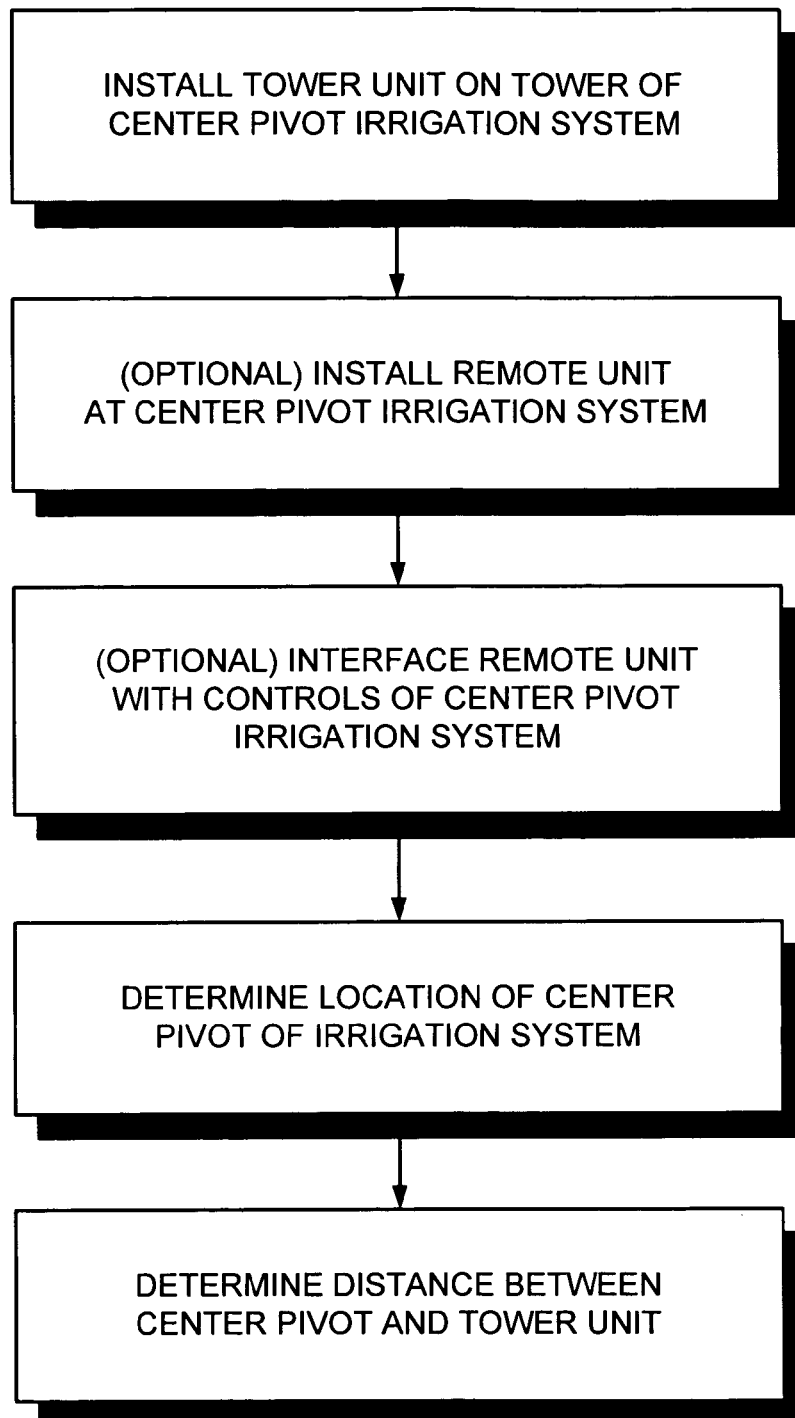 INSTALL TOWER UNIT ON TOWER OF
CENTER PIVOT IRRIGATION SYSTEM
(OPTIONAL) INSTALL REMOTE UNIT
AT CENTER PIVOT IRRIGATION SYSTEM
(OPTIONAL) INTERFACE REMOTE UNIT
WITH CONTROLS OF CENTER PIVOT
IRRIGATION SYSTEM
DETERMINE LOCATION OF CENTER
PIVOT OF IRRIGATION SYSTEM
DETERMINE DISTANCE BETWEEN
CENTER PIVOT AND TOWER UNIT